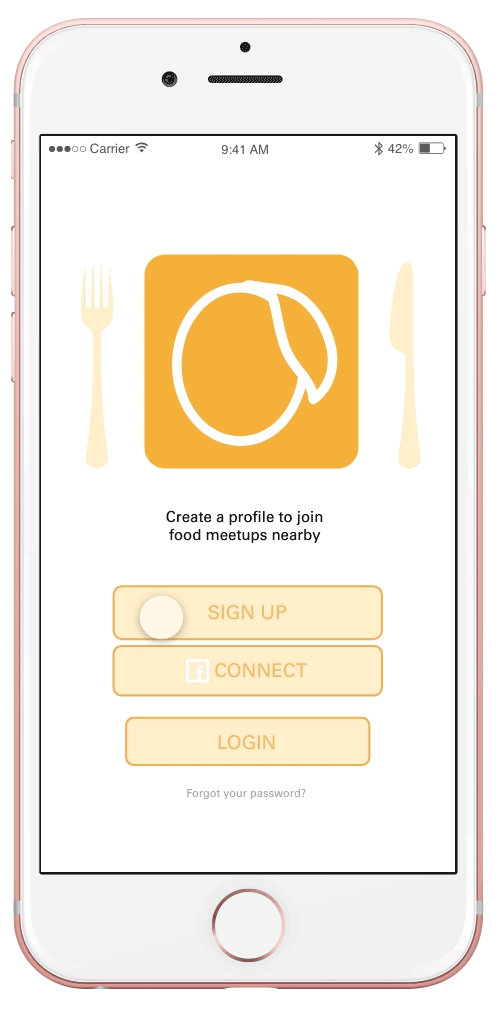 Carrier 9:41 AM 42%
Create a profile to join
food meetups nearby
SIGN UP
f CONNECT
LOGIN
Forgot your password?